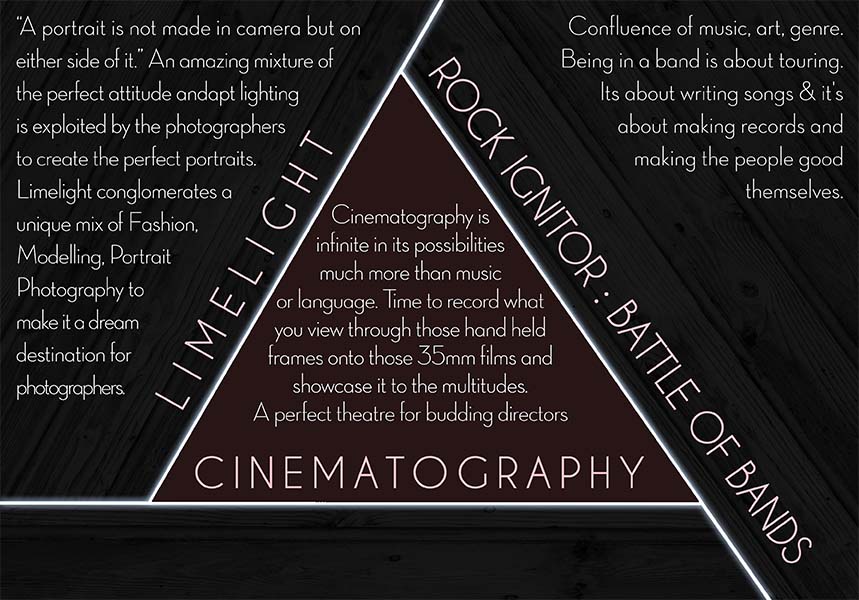 “A portrait is not made in camera but on
either side of it.” An amazing mixture of
the perfect attitude andapt lighting
is exploited by the photographers
to create the perfect portraits.
Limelight conglomerates a
unique mix of Fashion,
Modelling, Portrait
Photography to
make it a dream
destination for
photographers.
LIMELIGHT
Cinematography is
infinite in its possibilities
much more than music
or language. Time to record what
you view through those hand held
frames onto those 35mm films and
showcase it to the multitudes.
A perfect theatre for budding directors
CINEMATOGRAPHY
ROCK IGNITOR : BATTLE OF BANDS
Confluence of music, art, genre.
Being in a band is about touring.
Its about writing songs & it's
about making records and
making the people good
themselves.